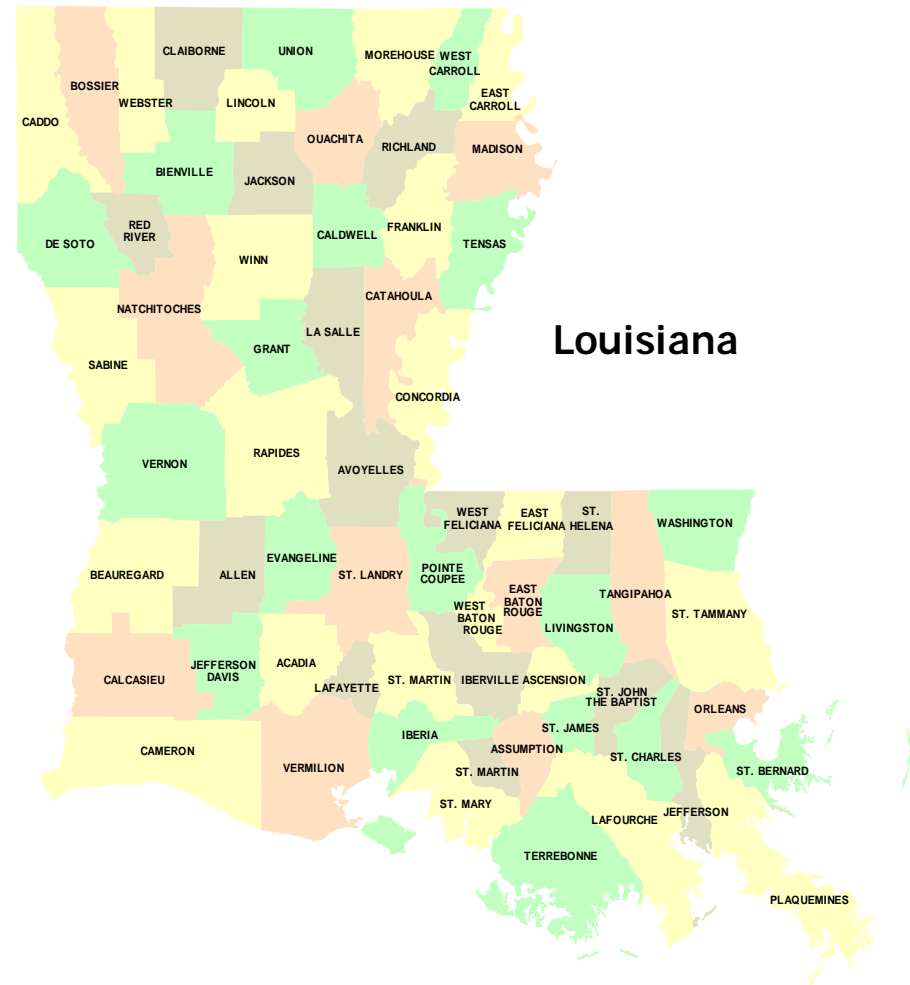 CLAIBORNE
UNION
MOREHOUSE
WEST
CARROLL
BOSSIER
WEBSTER
LINCOLN
EAST
CARROLL
CADDO
OUACHITA
RICHLAND
MADISON
BIENVILLE
JACKSON
RED
RIVER
DE SOTO
WINN
CALDWELL
FRANKLIN
TENSAS
NATCHITOCHES
CATAHOULA
LA SALLE
GRANT
Louisiana
SABINE
CONCORDIA
VERNON
RAPIDES
AVOYELLES
WEST
FELICIANA
EAST
FELICIANA
ST.
HELENA
WASHINGTON
BEAUREGARD
ALLEN
EVANGELINE
ST. LANDRY
POINTE
COUPEE
WEST
BATON
ROUGE
EAST
BATON
ROUGE
LIVINGSTON
TANGIPAHOA
ST. TAMMANY
CALCASIEU
JEFFERSON
DAVIS
ACADIA
LAFAYETTE
ST. MARTIN
IBERVILLE
ASCENSION
ST. JOHN
THE BAPTIST
ORLEANS
CAMERON
VERMILION
IBERIA
ST. MARTIN
ASSUMPTION
ST. JAMES
ST. CHARLES
ST. BERNARD
ST. MARY
LAFOURCHE
JEFFERSON
TERREBONNE
PLAQUEMINES